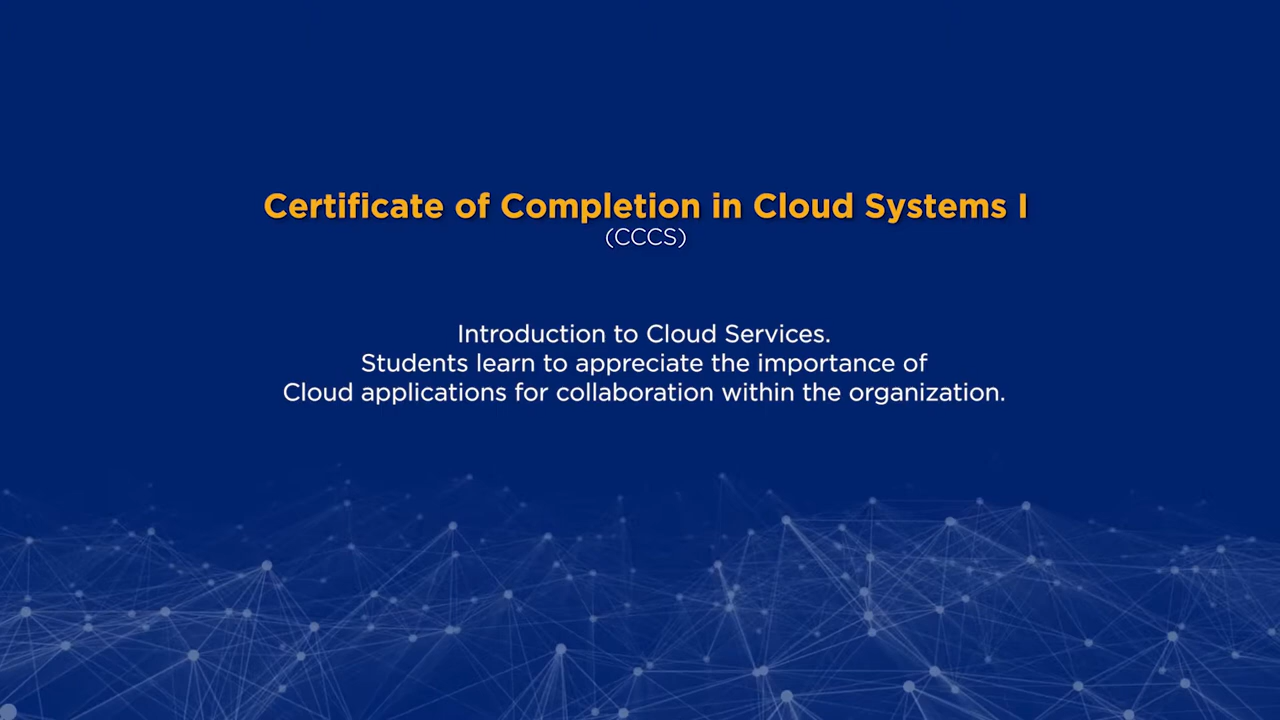 Certificate of Completion in Cloud Systems I
(CCCS)
Introduction to Cloud Services.
Students learn to appreciate the importance of
Cloud applications for collaboration within the organization.